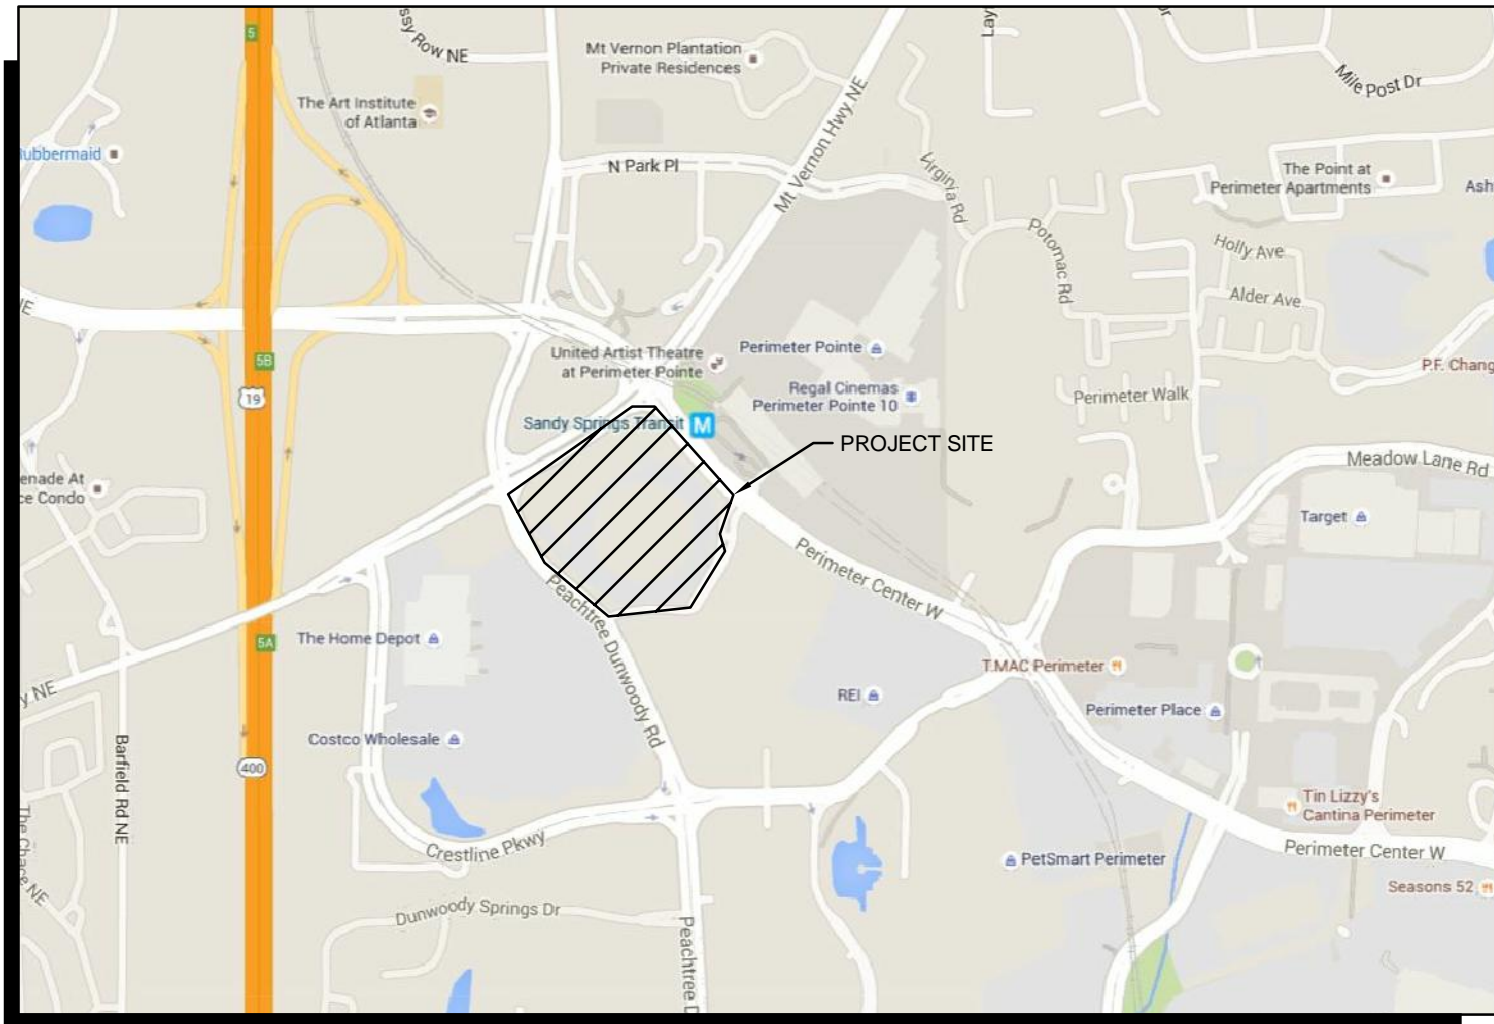 5
ssy Row NE
Mt Vernon Plantation
Private Residences
Lay
Dr
Mile Post Dr
The Art Institute
of Atlanta
Mt Vernon Hwy NE
ubbermaid
N Park Pl
Virginia Rd
The Point at
Perimeter Apartments
Ash
Potomac Rd
Holly Ave
Alder Ave
E
5B
United Artist Theatre
at Perimeter Pointe
Perimeter Pointe
P.F. Chang
19
Regal Cinemas
Perimeter Pointe 10
Perimeter Walk
Sandy Springs Transit
M
PROJECT SITE
Meadow Lane Rd
enade At
ce Condo
Target
Perimeter Center W
Peachtree Dunwoody Rd
5A
The Home Depot
T.MAC Perimeter
y NE
REI
Perimeter Place
Barfield Rd NE
Costco Wholesale
400
Tin Lizzy's
Cantina Perimeter
The Chace NE
Crestline Pkwy
PetSmart Perimeter
Perimeter Center W
Seasons 52
Dunwoody Springs Dr
Peachtree D